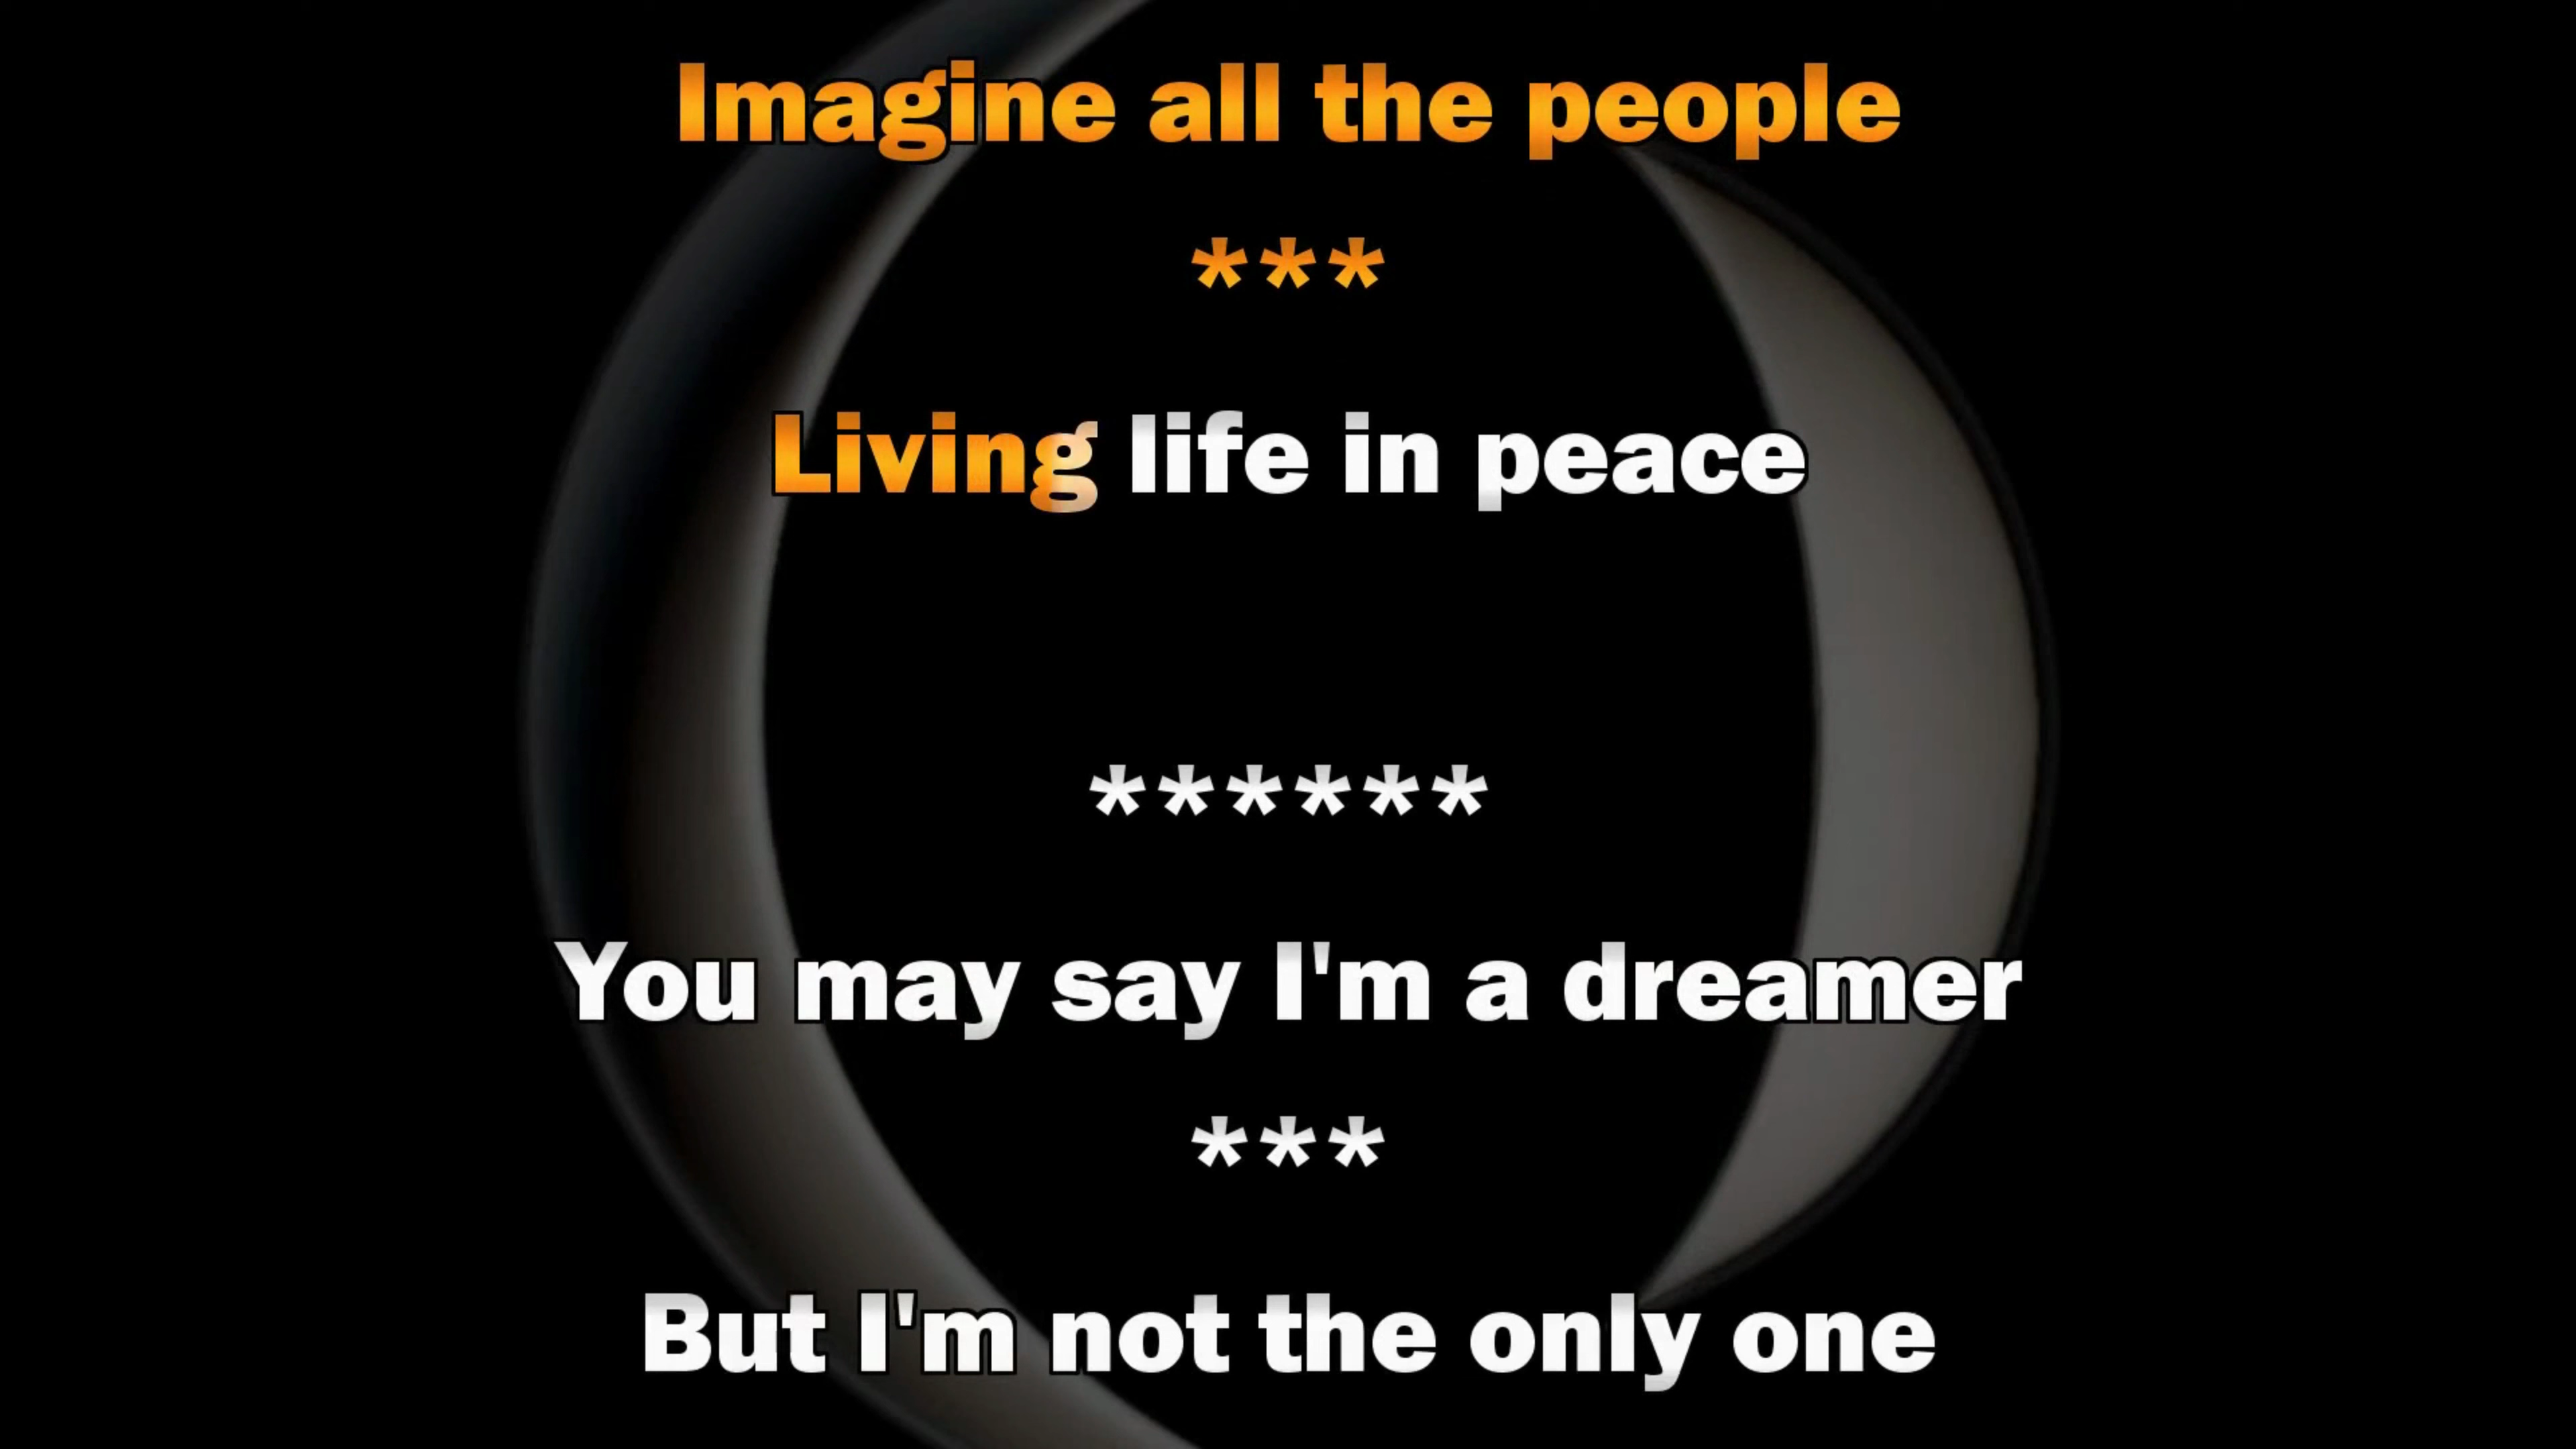 Imagine all the people
***
Living life in peace
******
You may say I'm a dreamer
***
But I'm not the only one